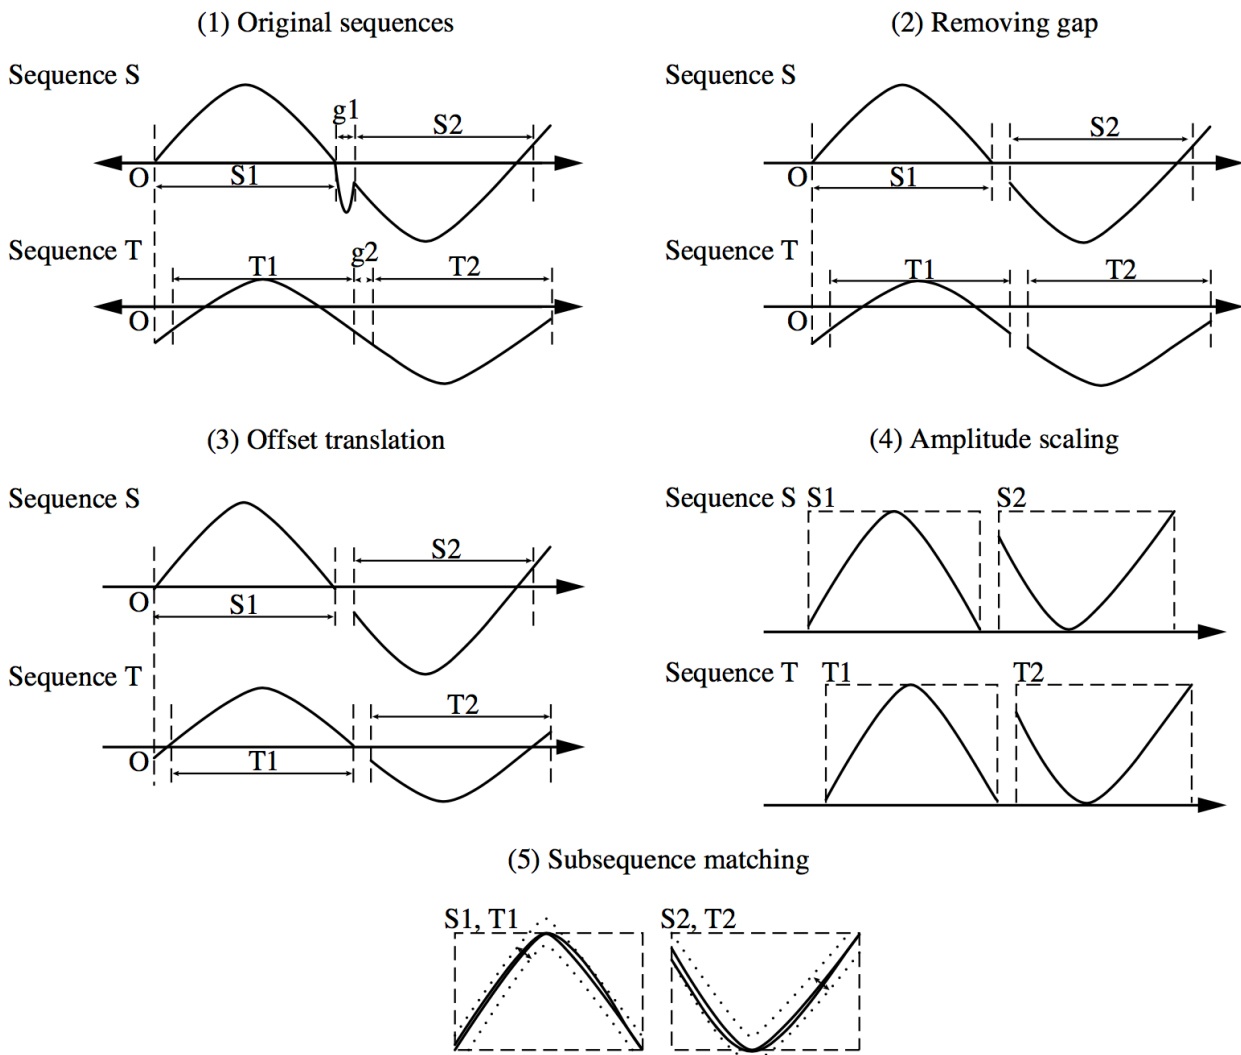 (1) Original sequences
Sequence S
g1
S2
O
S1
Sequence T
T1
g2
T2
O
(2) Removing gap
Sequence S
S2
O
S1
Sequence T
T1
T2
O
(3) Offset translation
Sequence S
S2
O
S1
Sequence T
T2
O
T1
(4) Amplitude scaling
Sequence S S1 S2
Sequence T T1 T2
(5) Subsequence matching
S1, T1
S2, T2